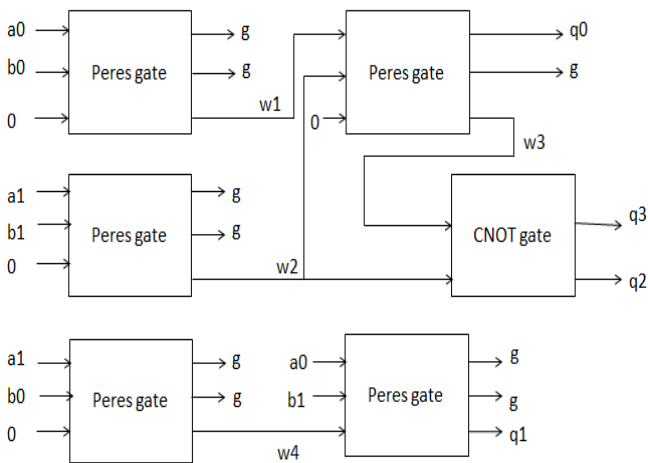 a0 g q0
b0 Peres gate g Peres gate g
0 w1 0 w3
a1 g
b1 Peres gate g CNOT gate q3
0 w2 q2
a1 g a0 g
b0 Peres gate g b1 Peres gate g
0 w4 q1